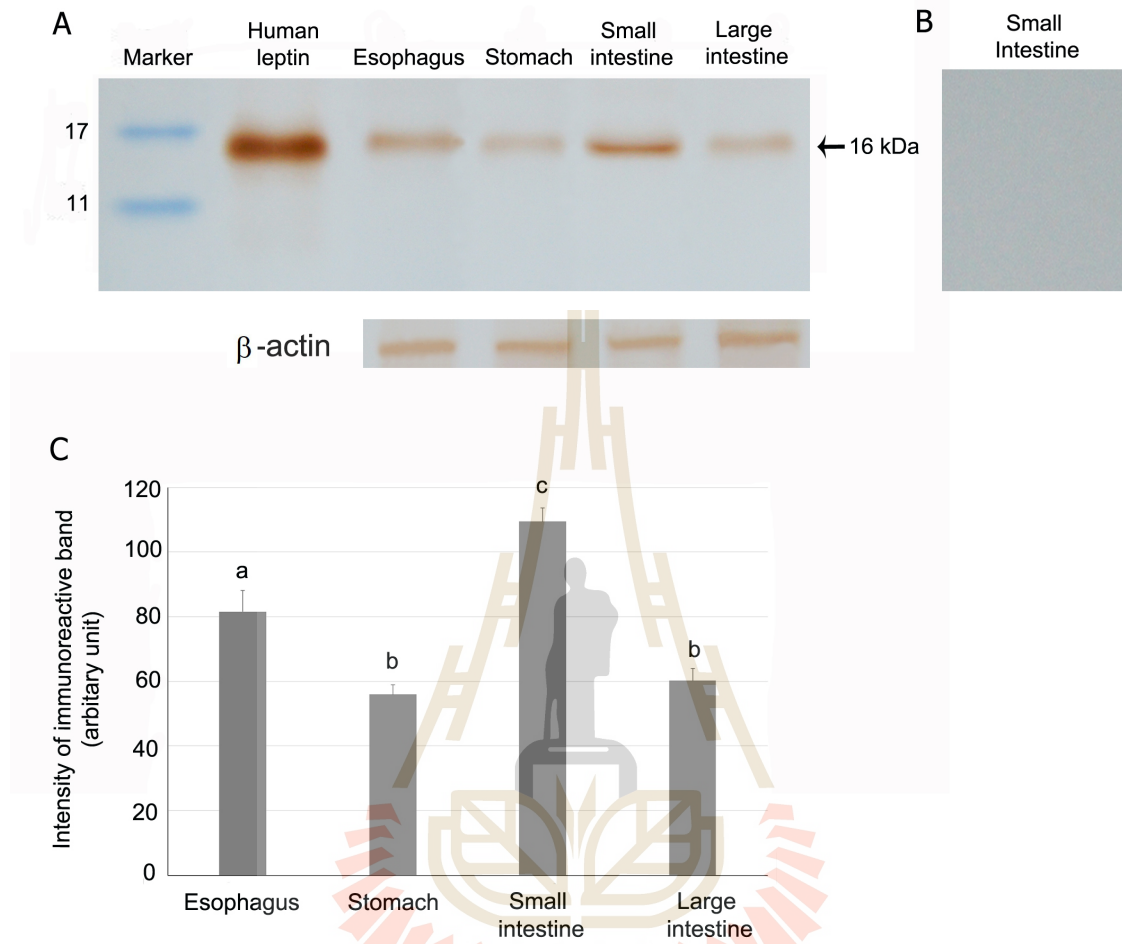 A
B
Marker
Human
leptin
Esophagus
Stomach
Small
intestine
Large
intestine
Small
Intestine
17
11
16 kDa
β-actin
C
Intensity of immunoreactive band
(arbitary unit)
120
100
80
60
40
20
0
a
b
c
b
Esophagus
Stomach
Small
intestine
Large
intestine